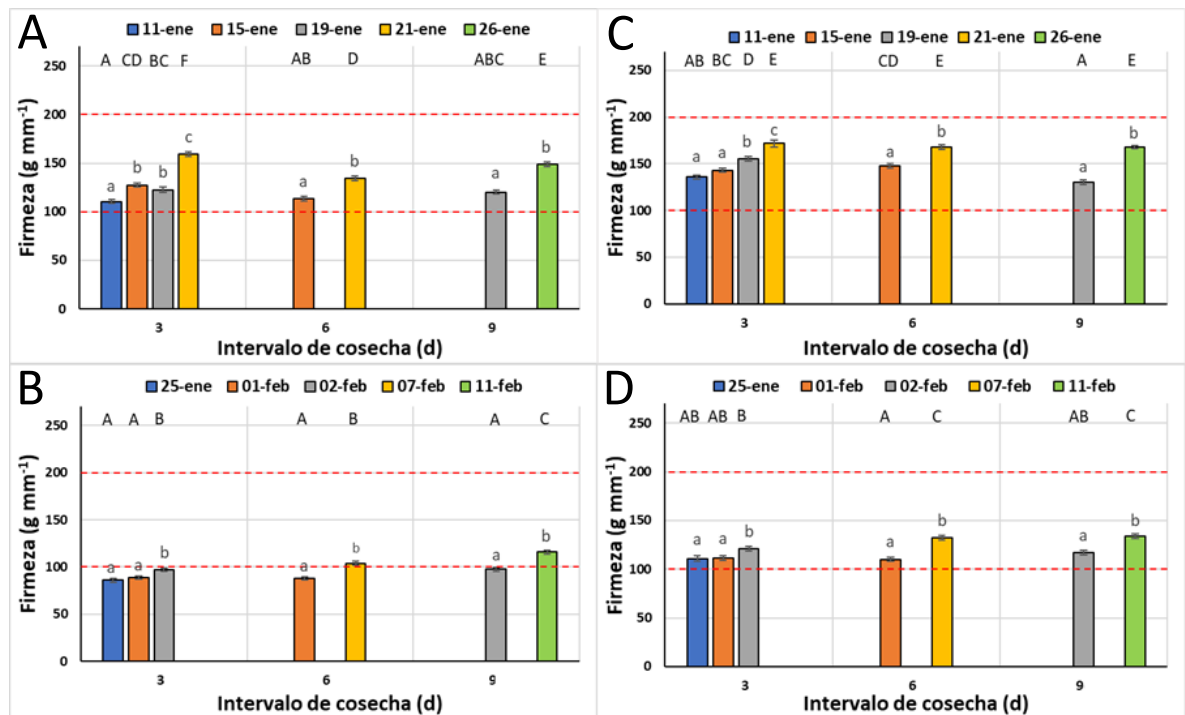 A
11-ene 15-ene 19-ene 21-ene 26-ene
A CD BC F AB D ABC E
250
200
150
100
50
0
a b b c a b a b
Firmeza (g mm-1)
3 6 9
Intervalo de cosecha (d)
C
11-ene 15-ene 19-ene 21-ene 26-ene
AB BC D E CD E A E
250
200
150
100
50
0
a a b c a b a b
Firmeza (g mm-1)
3 6 9
Intervalo de cosecha (d)
B
25-ene 01-feb 02-feb 07-feb 11-feb
A A B A B A C
250
200
150
100
50
0
a a b a b a b
Firmeza (g mm-1)
3 6 9
Intervalo de cosecha (d)
D
25-ene 01-feb 02-feb 07-feb 11-feb
AB AB B A C AB C
250
200
150
100
50
0
a a b a b a b
Firmeza (g mm-1)
3 6 9
Intervalo de cosecha (d)